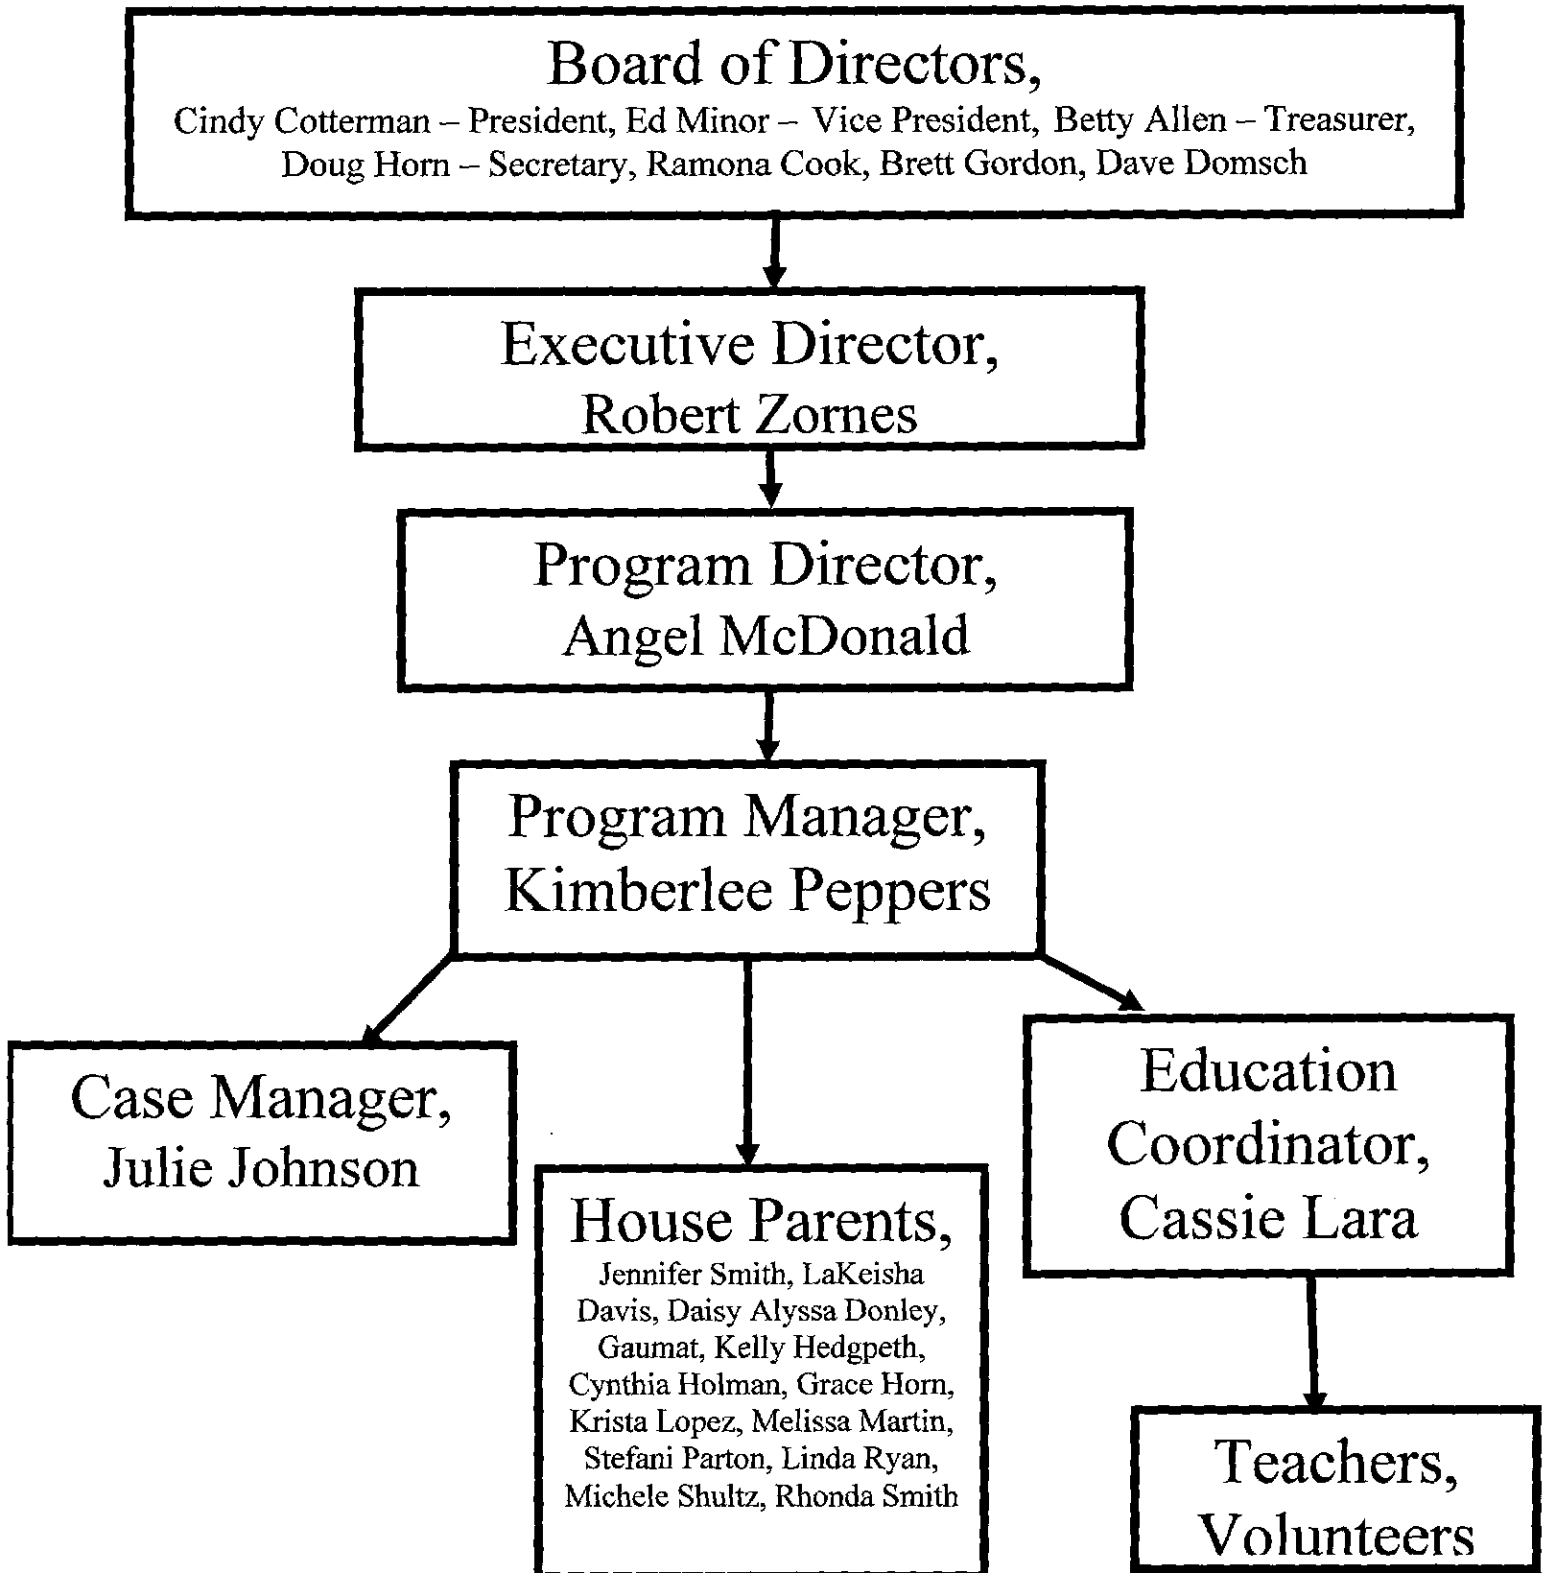 Board of Directors,
Cindy Cotterman – President, Ed Minor – Vice President, Betty Allen – Treasurer,
Doug Horn – Secretary, Ramona Cook, Brett Gordon, Dave Domsch
Executive Director,
Robert Zornes
Program Director,
Angel McDonald
Program Manager,
Kimberlee Peppers
Case Manager,
Julie Johnson
House Parents,
Jennifer Smith, LaKeisha
Davis, Daisy Alyssa Donley,
Gaumat, Kelly Hedgpeth,
Cynthia Holman, Grace Horn,
Krista Lopez, Melissa Martin,
Stefani Parton, Linda Ryan,
Michele Shultz, Rhonda Smith
Education
Coordinator,
Cassie Lara
Teachers,
Volunteers